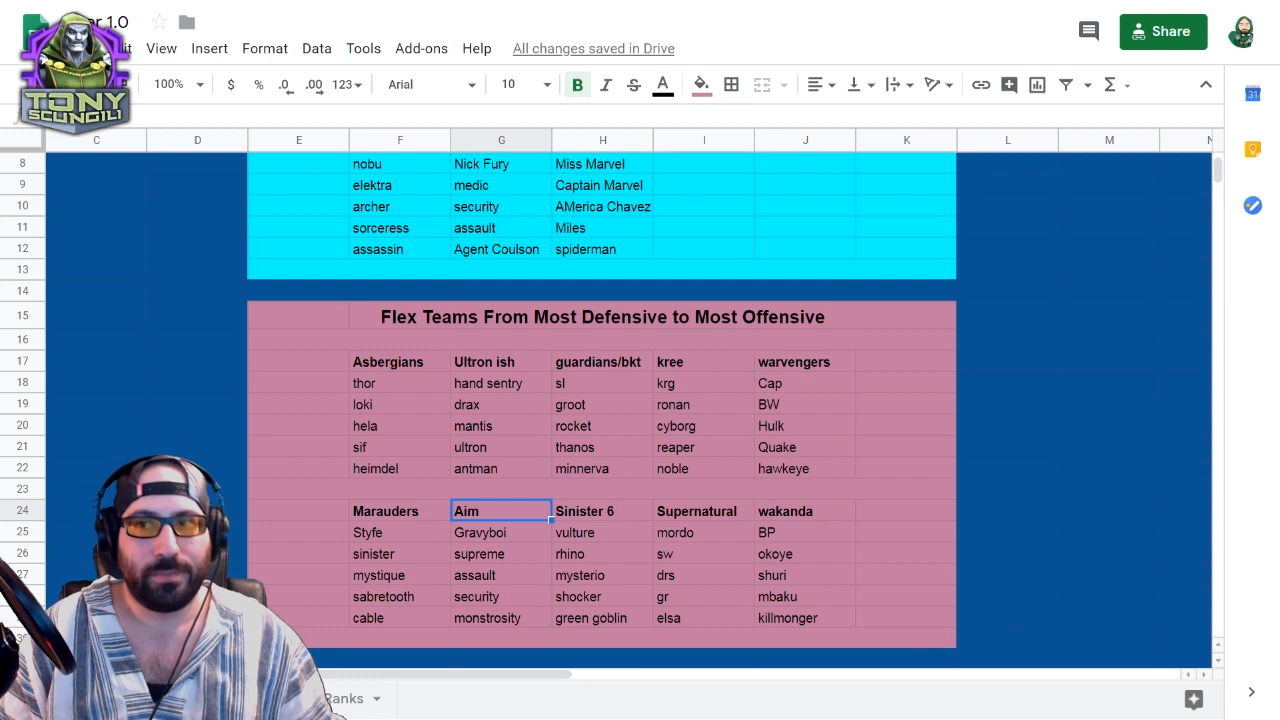 er 1.0
it View Insert Format Data Tools Add-ons Help All changes saved in Drive
Share
TONY
SCUNGILI
100% $ % .0 .00 123 Arial 10 B I S A
31
C D E F G H I J K L M N
8 nobu Nick Fury Miss Marvel
9 elektra medic Captain Marvel
10 archer security AMerica Chavez
11 sorceress assault Miles
12 assassin Agent Coulson spiderman
13
14
15 Flex Teams From Most Defensive to Most Offensive
16
17 Asbergians Ultron ish guardians/bkt kree warvengers
18 thor hand sentry sl krg Cap
19 loki drax groot ronan BW
20 hela mantis rocket cyborg Hulk
21 sif ultron thanos reaper Quake
22 heimdel antman minnerva noble hawkeye
23
24 Marauders Aim Sinister 6 Supernatural wakanda
25 Styfe Gravyboi vulture mordo BP
26 sinister supreme rhino sw okoye
27 mystique assault mysterio drs shuri
sabretooth security shocker gr mbaku
cable monstrosity green goblin elsa killmonger
Ranks